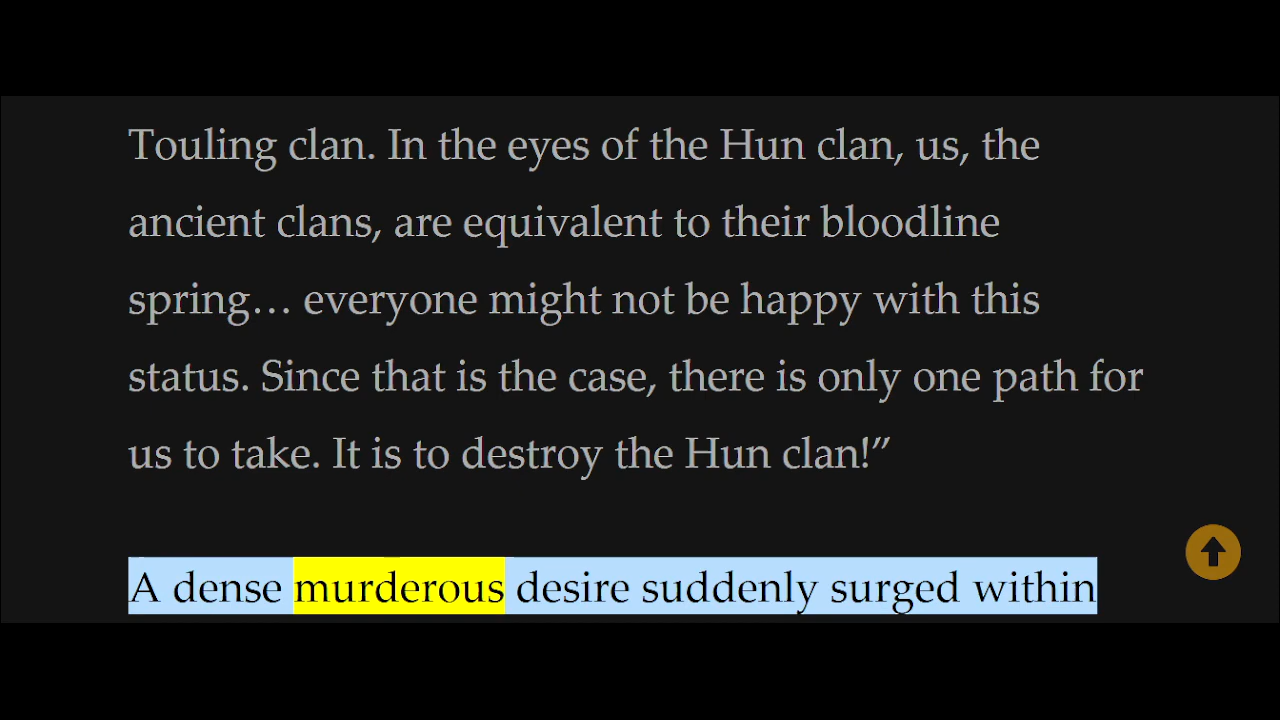 Touling clan. In the eyes of the Hun clan, us, the
ancient clans, are equivalent to their bloodline
spring… everyone might not be happy with this
status. Since that is the case, there is only one path for
us to take. It is to destroy the Hun clan!”
A dense murderous desire suddenly surged within